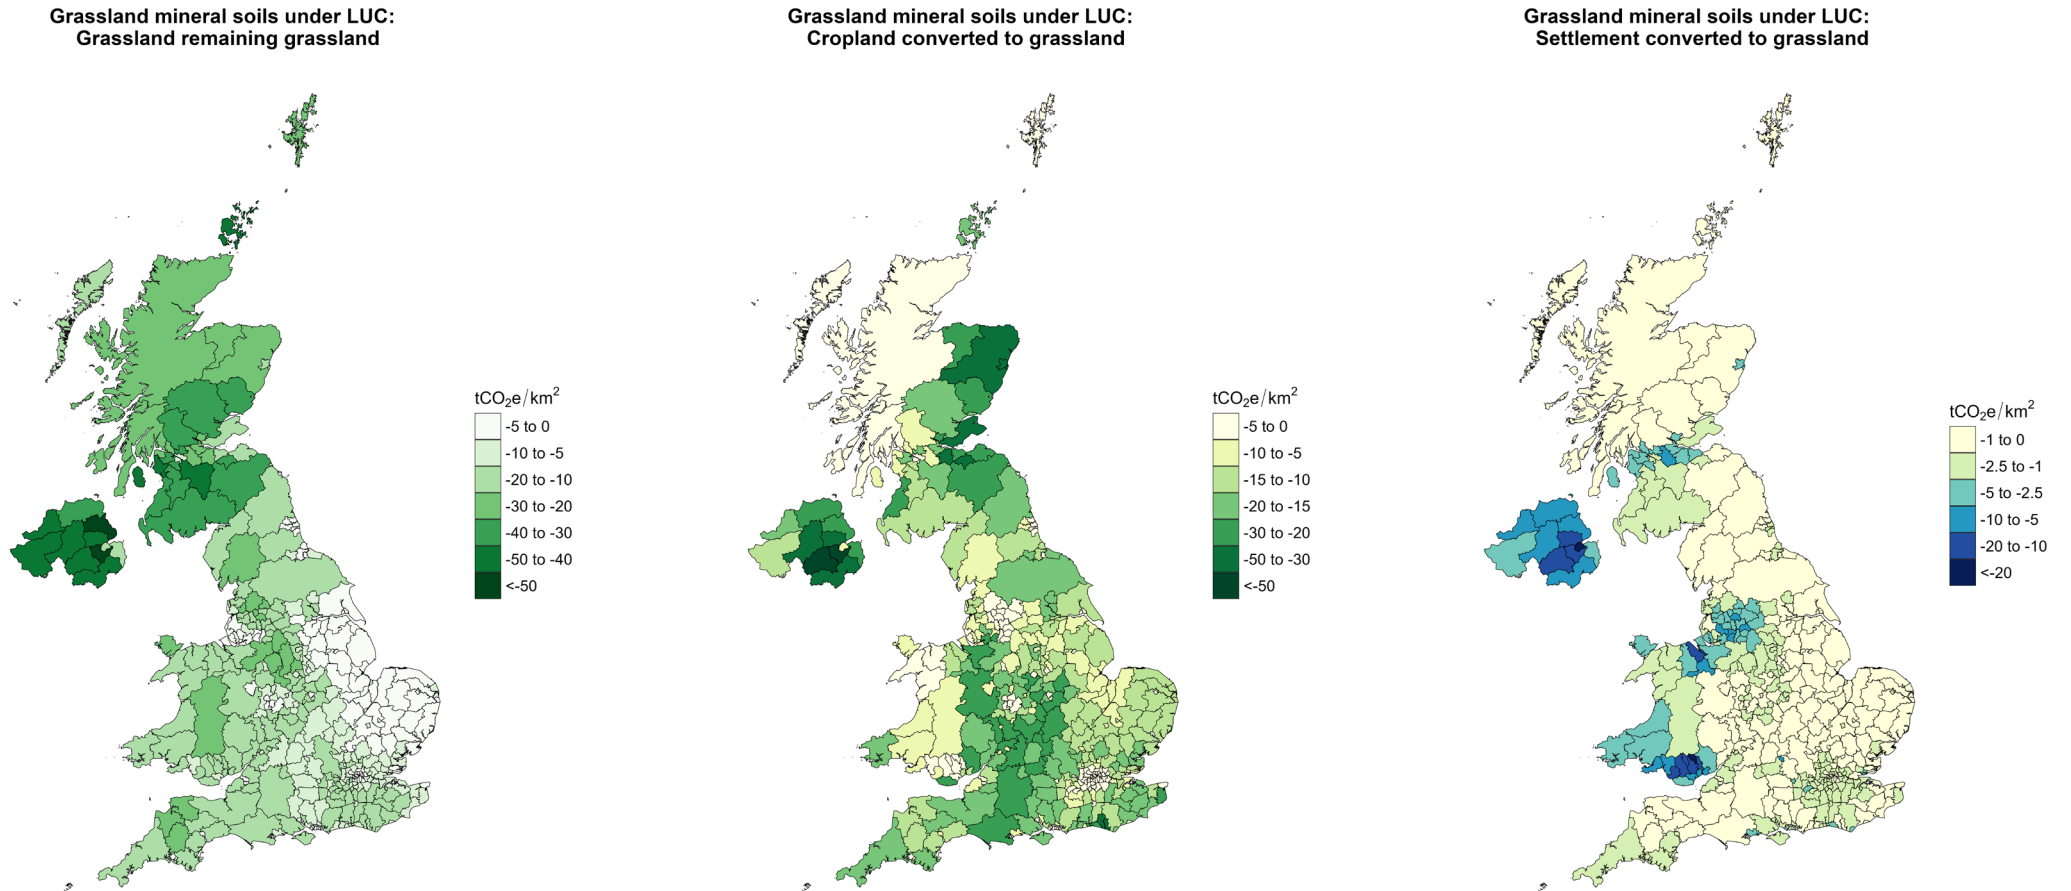 Grassland mineral soils under LUC:
Grassland remaining grassland
tCO₂e/km²
-5 to 0
-10 to -5
-20 to -10
-30 to -20
-40 to -30
-50 to -40
<-50
Grassland mineral soils under LUC:
Cropland converted to grassland
tCO₂e/km²
-5 to 0
-10 to -5
-15 to -10
-20 to -15
-30 to -20
-50 to -30
<-50
Grassland mineral soils under LUC:
Settlement converted to grassland
tCO₂e/km²
-1 to 0
-2.5 to -1
-5 to -2.5
-10 to -5
-20 to -10
<-20